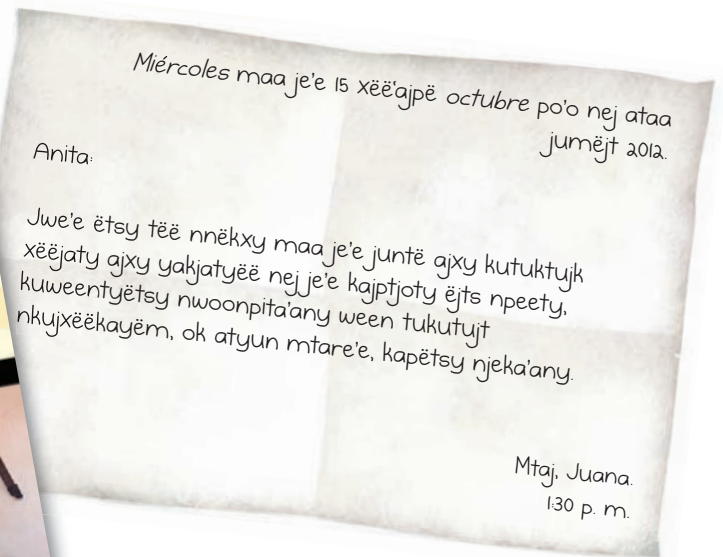 Miércoles maa je'e 15 xëë'ajpë octubre po'o nej ataa
jumëjt 2012.
Anita:
Jwe'e ëtsy tëë nnëkxy maa je'e juntë ajxy kutuktujk
xëëjaty ajxy yakjatyëë nej je'e kajptjoty ëjts npeety,
kuweentyëtsy nwoonpita'any ween tukutujt
nkujxëëkayëm, ok atyun mtare'e, kapëtsy njeka'any.
Mtaj, Juana.
1:30 p. m.